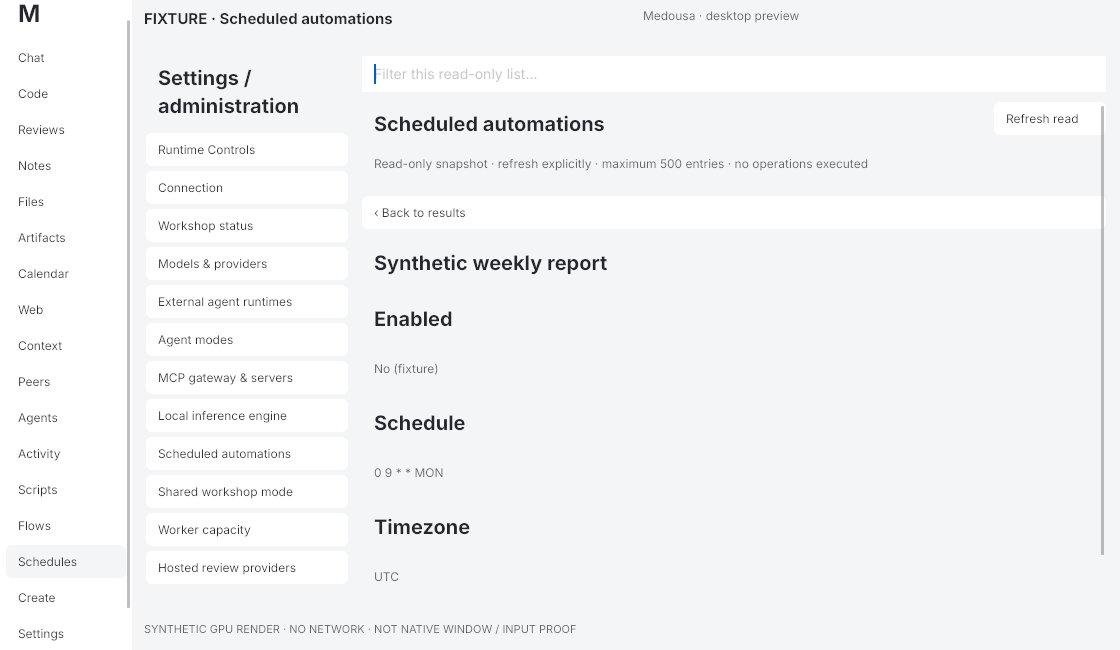 M
Chat
Code
Reviews
Notes
Files
Artifacts
Calendar
Web
Context
Peers
Agents
Activity
Scripts
Flows
Schedules
Create
Settings
FIXTURE · Scheduled automations
Medousa · desktop preview
Settings /
administration
Runtime Controls
Connection
Workshop status
Models & providers
External agent runtimes
Agent modes
MCP gateway & servers
Local inference engine
Scheduled automations
Shared workshop mode
Worker capacity
Hosted review providers
Filter this read-only list...
Scheduled automations
Refresh read
Read-only snapshot · refresh explicitly · maximum 500 entries · no operations executed
‹ Back to results
Synthetic weekly report
Enabled
No (fixture)
Schedule
0 9 * * MON
Timezone
UTC
SYNTHETIC GPU RENDER · NO NETWORK · NOT NATIVE WINDOW / INPUT PROOF